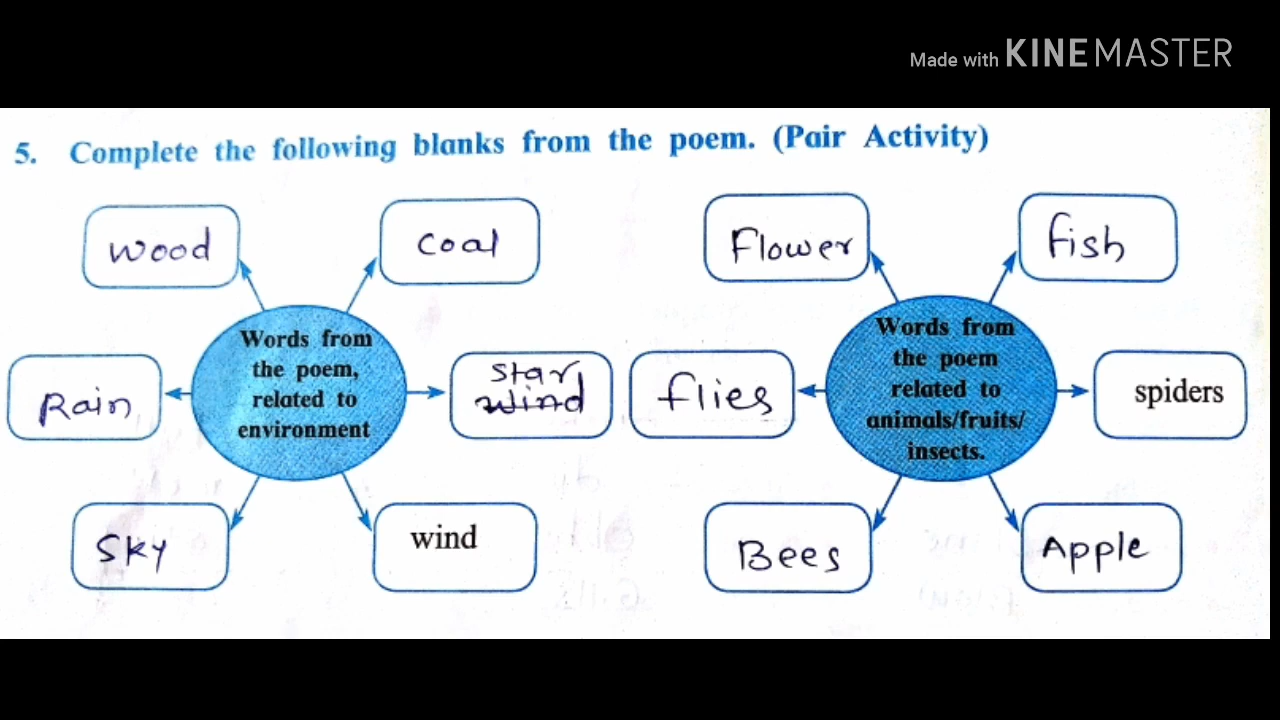 Made with KINEMASTER
5. Complete the following blanks from the poem. (Pair Activity)
wood
coal
Flower
fish
Words from
the poem,
related to
environment
Words from
the poem
related to
animals/fruits/
insects.
Rain
star
wind
flies
spiders
sky
wind
Bees
Apple